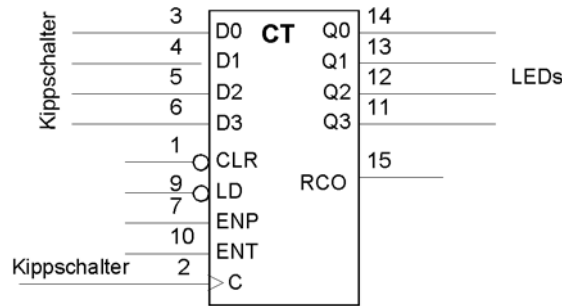 3 D0 CT Q0 14
4 D1 Q1 13
Kippschalter
5 D2 Q2 12
LEDs
6 D3 Q3 11
1 CLR
RCO 15
9 LD
7 ENP
10 ENT
Kippschalter 2 C